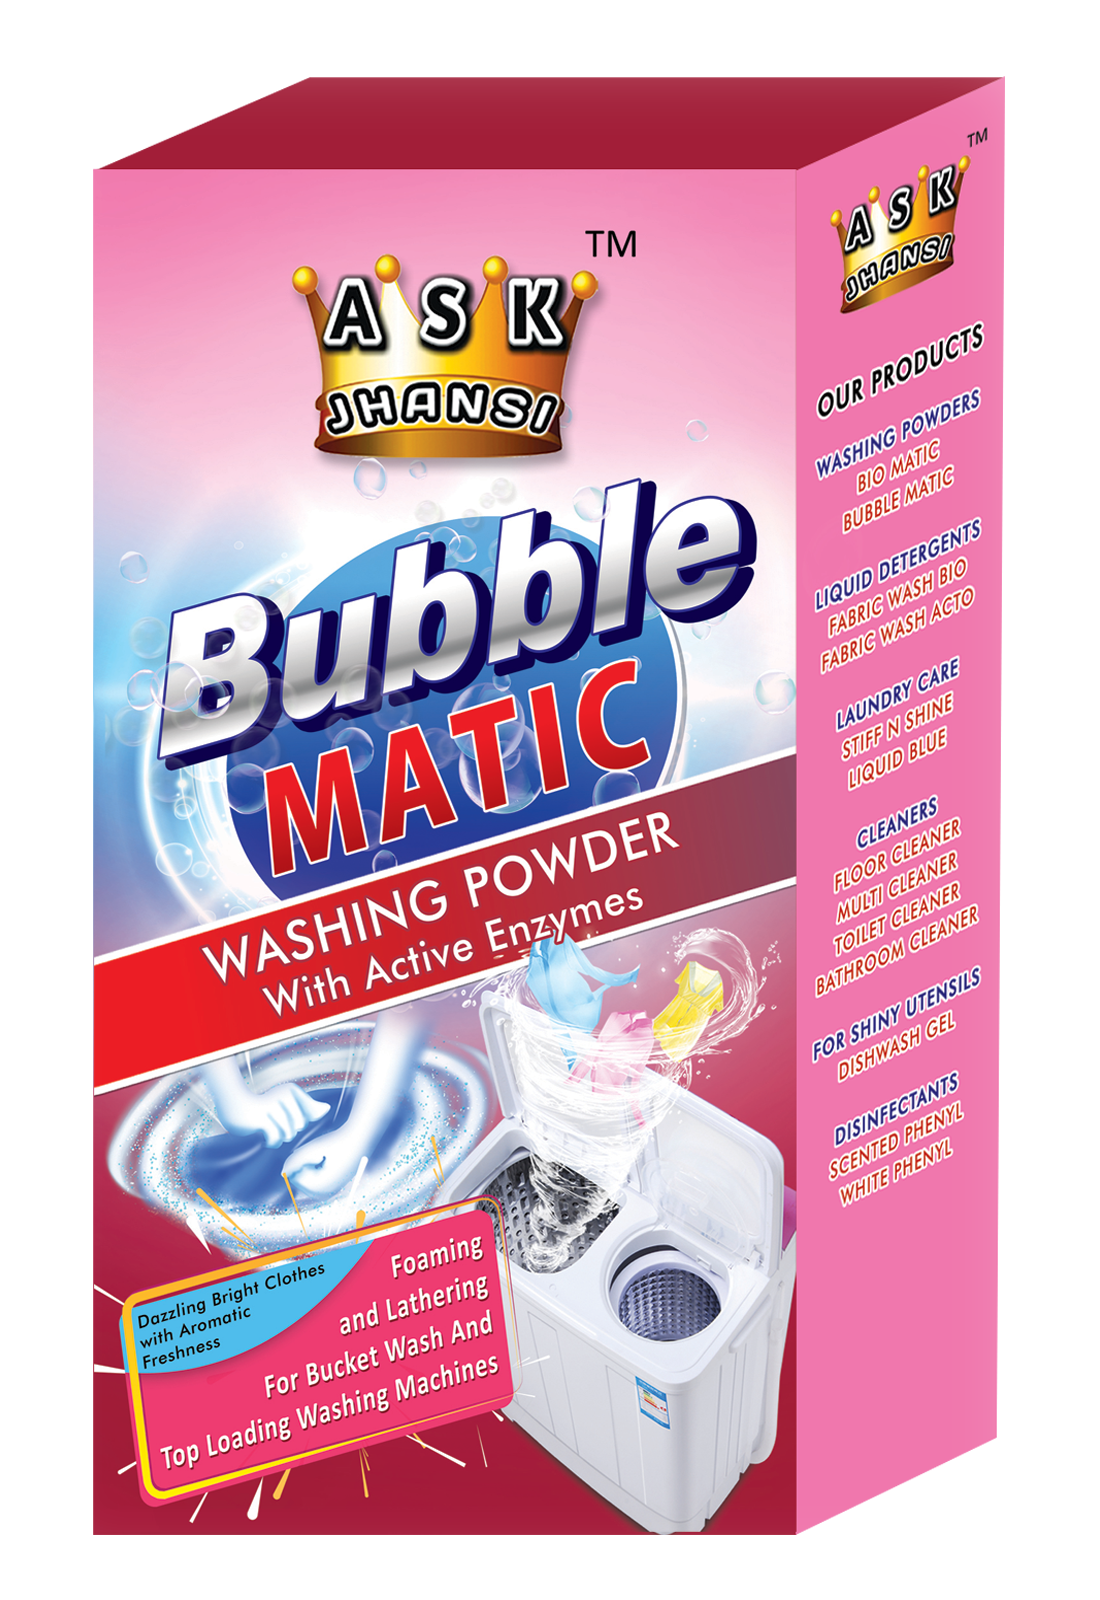 TM
ASK
JHANSI
Bubble
MATIC
WASHING POWDER
With Active Enzymes
Dazzling Bright Clothes
with Aromatic
Freshness
Foaming
and Lathering
For Bucket Wash And
Top Loading Washing Machines
TM
ASK
JHANSI
OUR PRODUCTS
WASHING POWDERS
BIO MATIC
BUBBLE MATIC
LIQUID DETERGENTS
FABRIC WASH BIO
FABRIC WASH ACTO
LAUNDRY CARE
STIFF N SHINE
LIQUID BLUE
CLEANERS
FLOOR CLEANER
MULTI CLEANER
TOILET CLEANER
BATHROOM CLEANER
FOR SHINY UTENSILS
DISHWASH GEL
DISINFECTANTS
SCENTED PHENYL
WHITE PHENYL